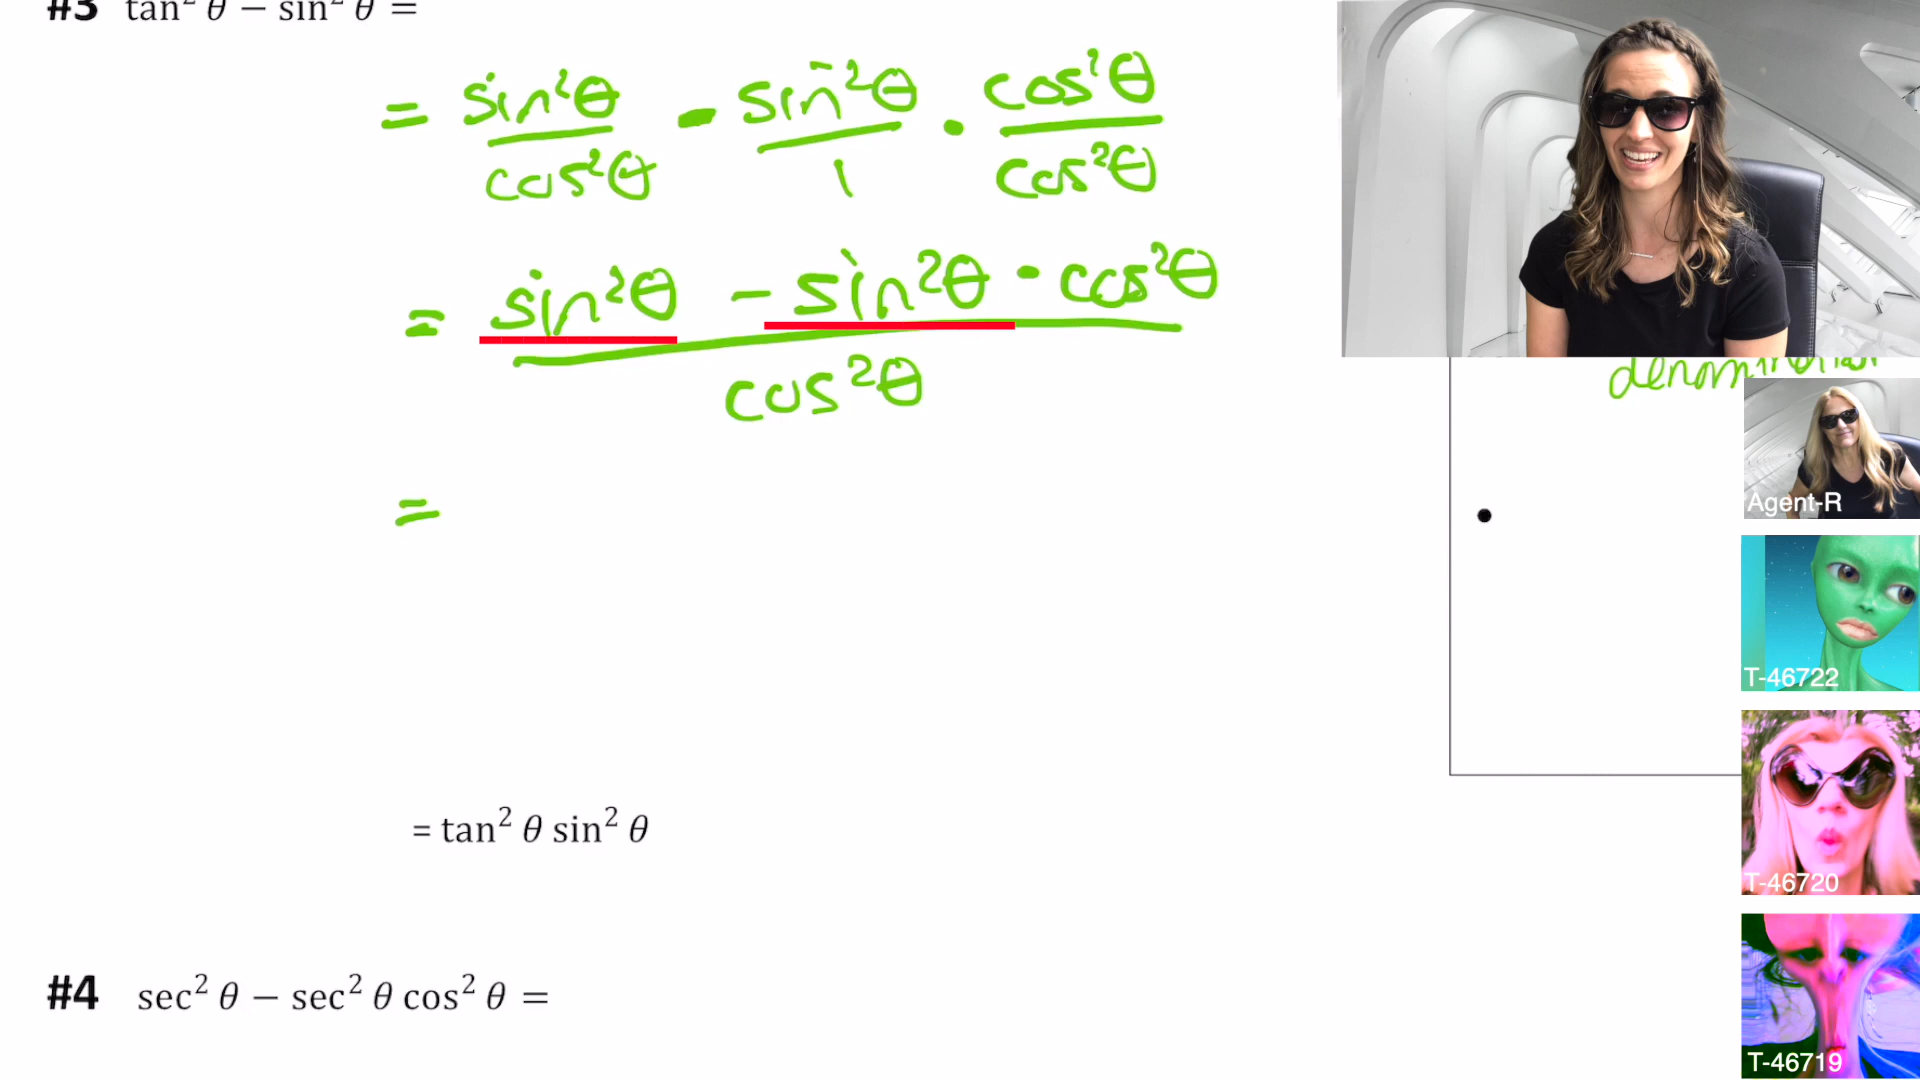 #3 tan² θ − sin² θ =
= sin²θ/cos²θ - sin²θ/1 · cos²θ/cos²θ
= sin²θ - sin²θ · cos²θ / cos²θ
denominator
=
Agent-R
T-46722
= tan² θ sin² θ
T-46720
#4 sec² θ − sec² θ cos² θ =
T-46719